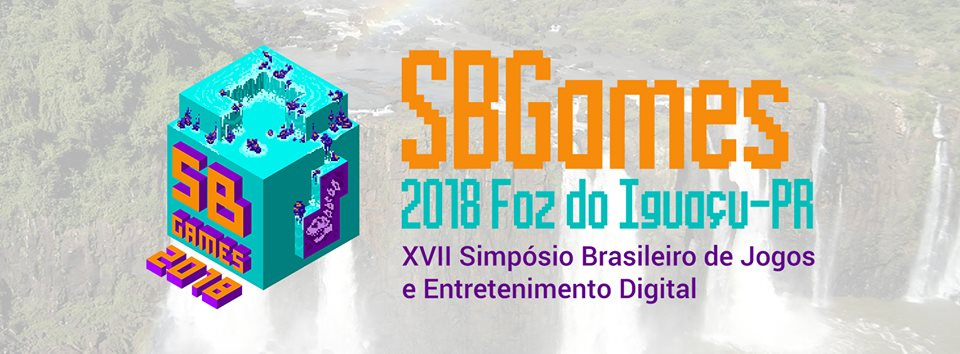 SB
GAMES
2018
SBGames
2018 Foz do Iguaçu-PR
XVII Simpósio Brasileiro de Jogos
e Entretenimento Digital